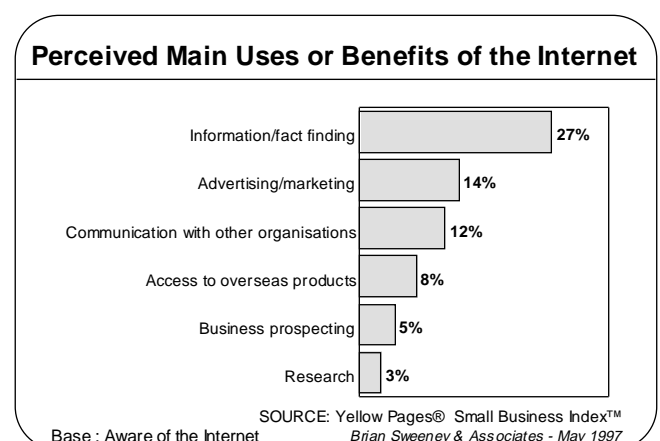 Perceived Main Uses or Benefits of the Internet
Information/fact finding 27%
Advertising/marketing 14%
Communication with other organisations 12%
Access to overseas products 8%
Business prospecting 5%
Research 3%
SOURCE: Yellow Pages® Small Business Index™
Base : Aware of the Internet Brian Sweeney & Associates - May 1997